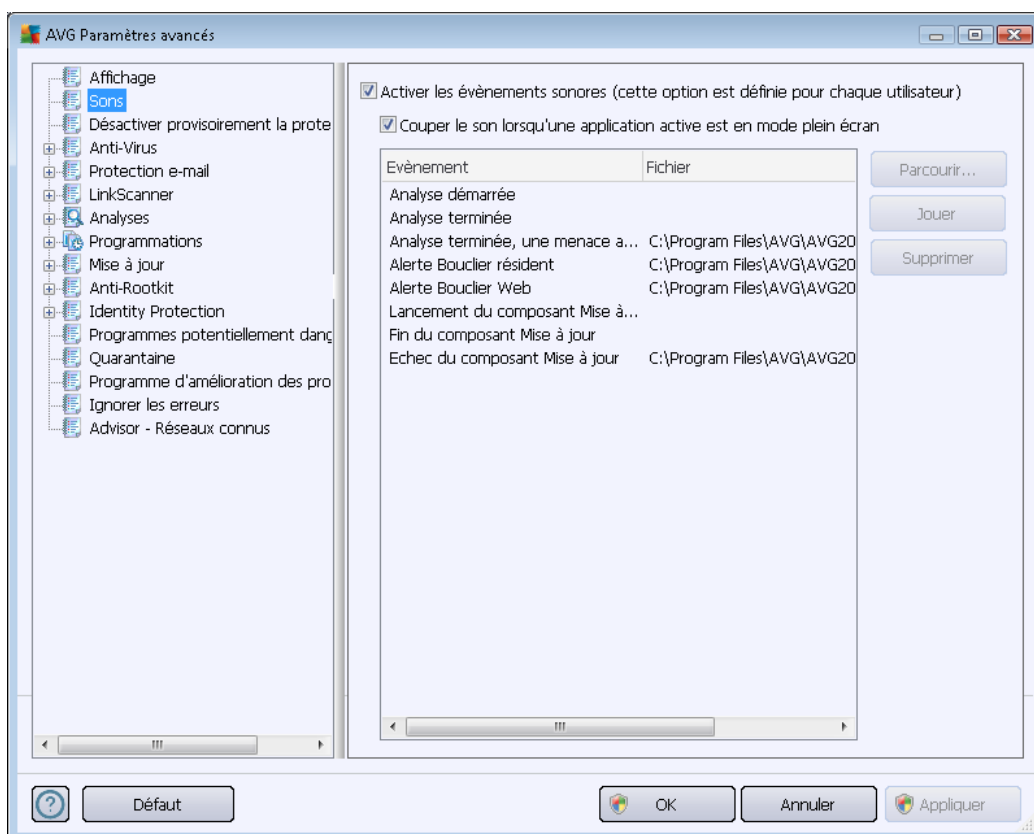 AVG Paramètres avancés
Affichage
Sons
Désactiver provisoirement la prote
Anti-Virus
Protection e-mail
LinkScanner
Analyses
Programmations
Mise à jour
Anti-Rootkit
Identity Protection
Programmes potentiellement dang
Quarantaine
Programme d'amélioration des pro
Ignorer les erreurs
Advisor - Réseaux connus
Activer les évènements sonores (cette option est définie pour chaque utilisateur)
Couper le son lorsqu'une application active est en mode plein écran
Evènement Fichier
Analyse démarrée
Analyse terminée
Analyse terminée, une menace a... C:\Program Files\AVG\AVG20
Alerte Bouclier résident C:\Program Files\AVG\AVG20
Alerte Bouclier Web C:\Program Files\AVG\AVG20
Lancement du composant Mise à...
Fin du composant Mise à jour
Echec du composant Mise à jour C:\Program Files\AVG\AVG20
Parcourir...
Jouer
Supprimer
Défaut
OK
Annuler
Appliquer